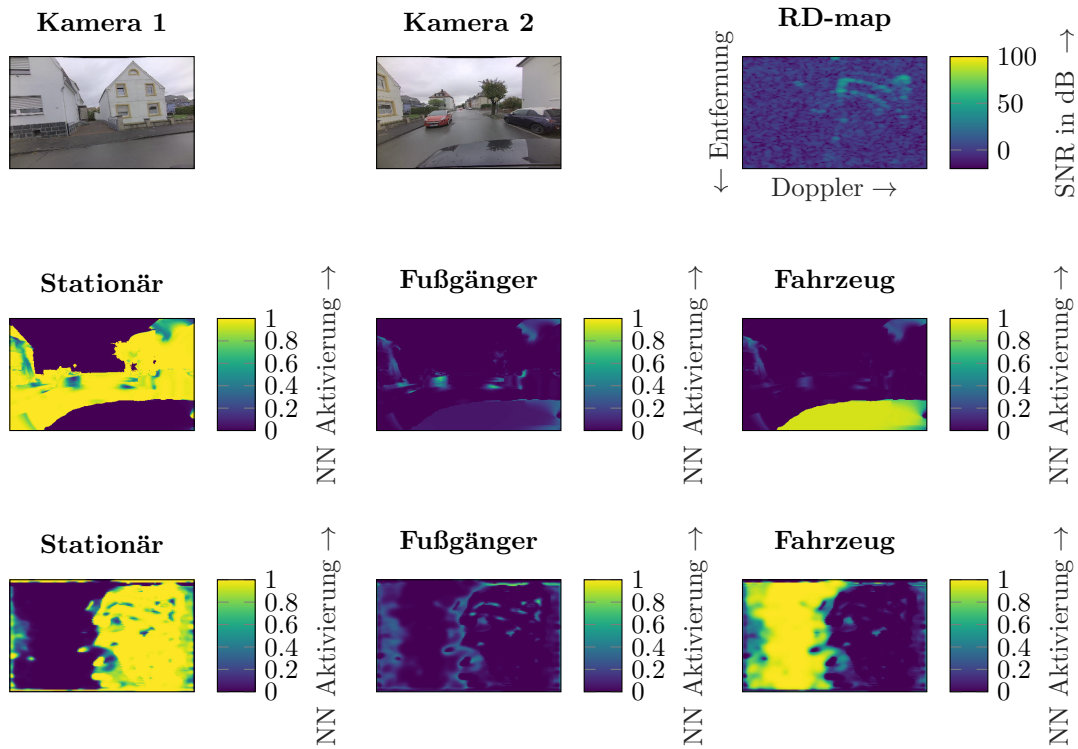 Kamera 1
Kamera 2
RD-map
← Entfernung
Doppler →
100
50
0
SNR in dB →
Stationär
1
0.8
0.6
0.4
0.2
0
NN Aktivierung →
Fußgänger
1
0.8
0.6
0.4
0.2
0
NN Aktivierung →
Fahrzeug
1
0.8
0.6
0.4
0.2
0
NN Aktivierung →
Stationär
1
0.8
0.6
0.4
0.2
0
NN Aktivierung →
Fußgänger
1
0.8
0.6
0.4
0.2
0
NN Aktivierung →
Fahrzeug
1
0.8
0.6
0.4
0.2
0
NN Aktivierung →